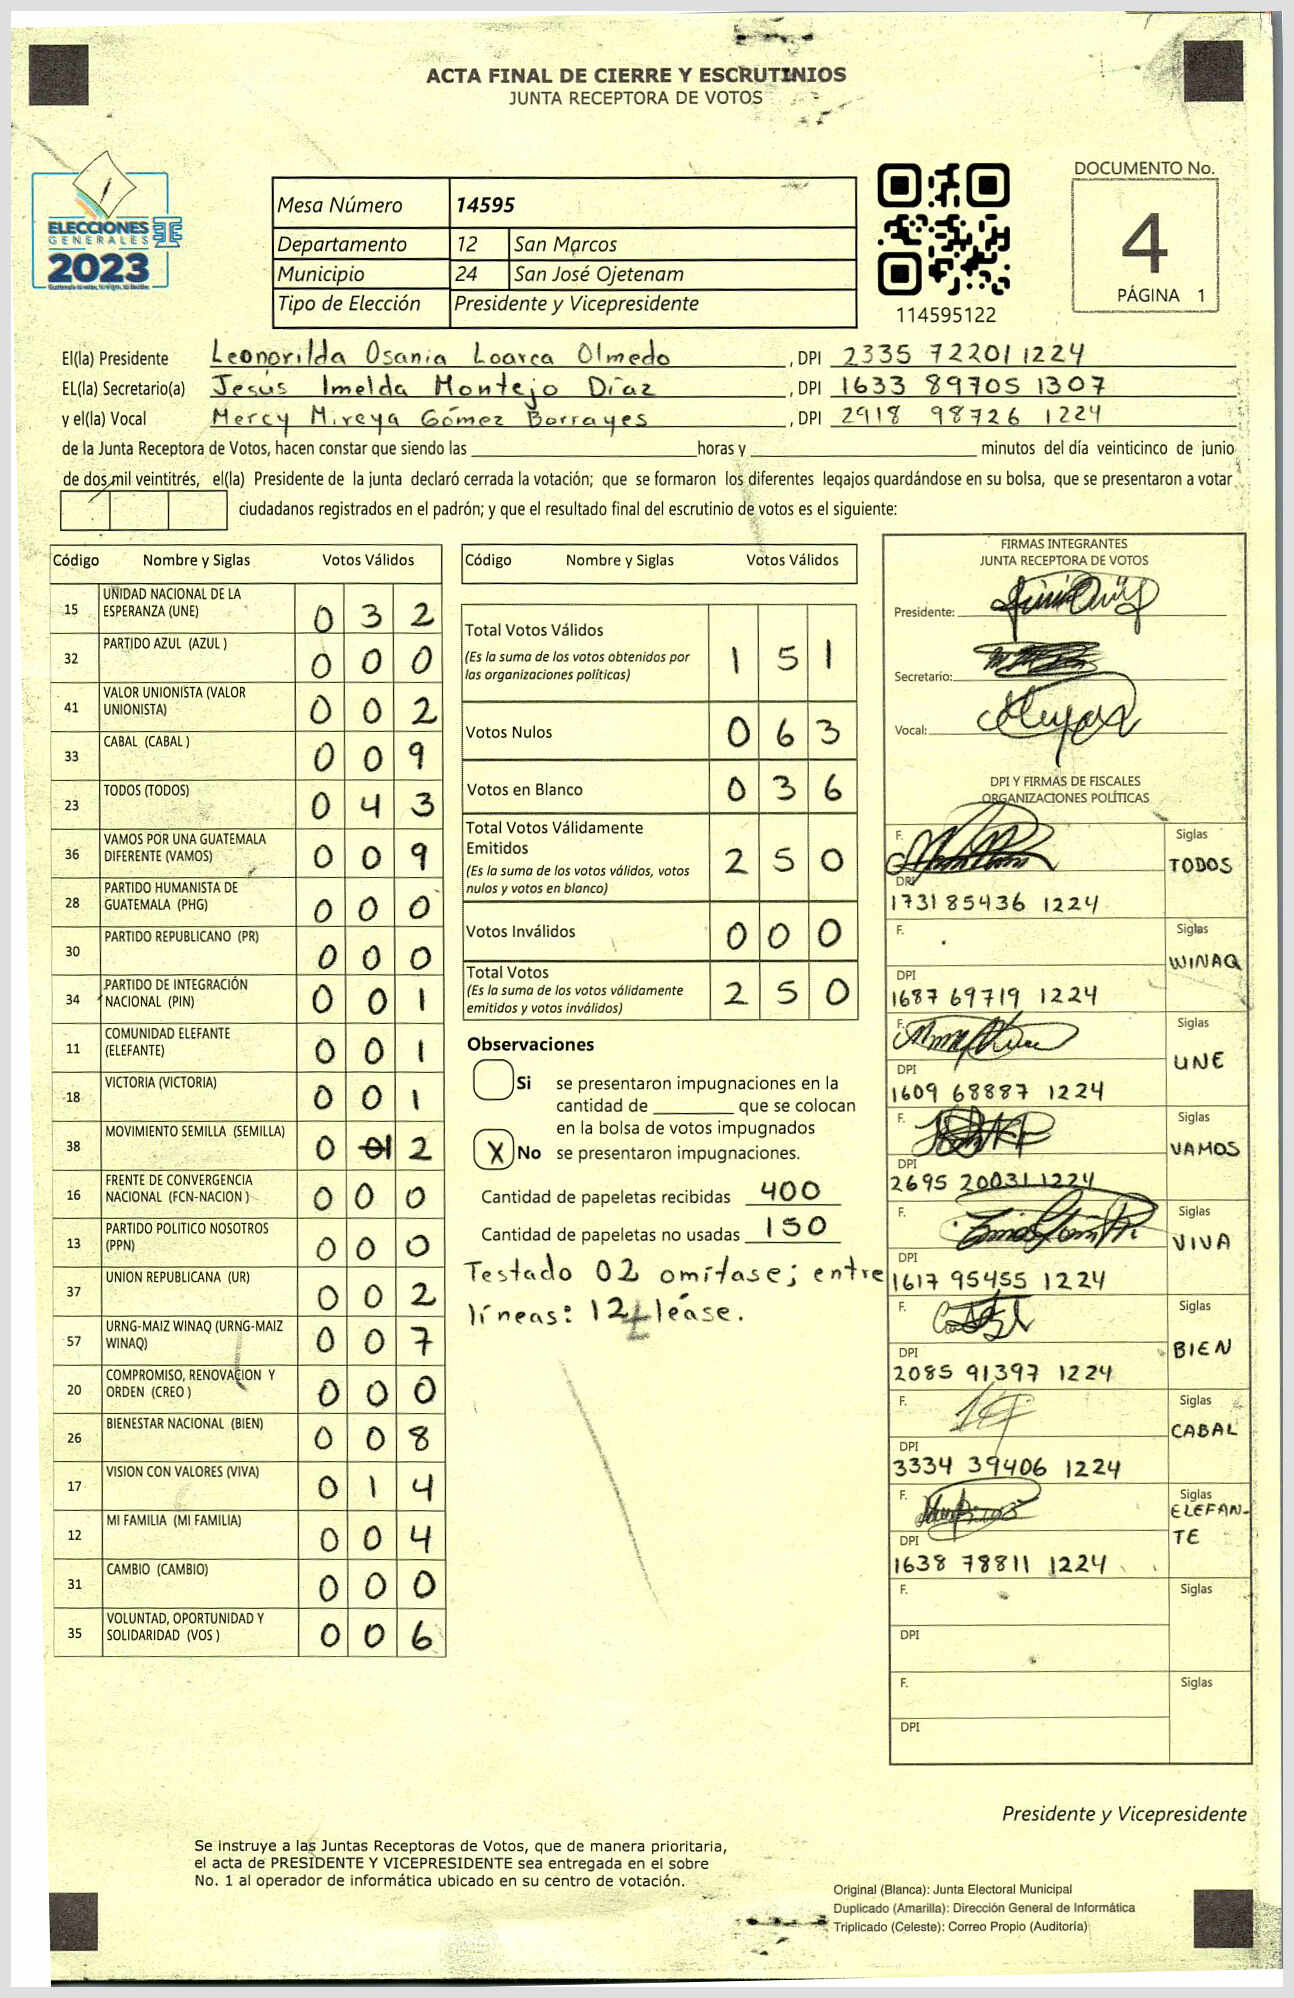 ACTA FINAL DE CIERRE Y ESCRUTINIOS
JUNTA RECEPTORA DE VOTOS
ELECCIONES
GENERALES
2023
Mesa Número 14595
Departamento 12 San Marcos
Municipio 24 San José Ojetenam
Tipo de Elección Presidente y Vicepresidente
114595122
DOCUMENTO No.
4
PÁGINA 1
El(la) Presidente Leonorilda Osania Loarca Olmedo , DPI 2335 72201 1224
EL(la) Secretario(a) Jesús Imelda Montejo Díaz , DPI 1633 89705 1307
y el(la) Vocal Mercy Mireya Gómez Barrayes , DPI 2918 98726 1224
de la Junta Receptora de Votos, hacen constar que siendo las ____ horas y ____ minutos del día veinticinco de junio
de dos mil veintitrés, el(la) Presidente de la junta declaró cerrada la votación; que se formaron los diferentes legajos guardándose en su bolsa, que se presentaron a votar
ciudadanos registrados en el padrón; y que el resultado final del escrutinio de votos es el siguiente:
Código Nombre y Siglas Votos Válidos
15 UNIDAD NACIONAL DE LA ESPERANZA (UNE) 0 3 2
32 PARTIDO AZUL (AZUL ) 0 0 0
41 VALOR UNIONISTA (VALOR UNIONISTA) 0 0 2
33 CABAL (CABAL ) 0 0 9
23 TODOS (TODOS) 0 4 3
36 VAMOS POR UNA GUATEMALA DIFERENTE (VAMOS) 0 0 9
28 PARTIDO HUMANISTA DE GUATEMALA (PHG) 0 0 0
30 PARTIDO REPUBLICANO (PR) 0 0 0
34 PARTIDO DE INTEGRACIÓN NACIONAL (PIN) 0 0 1
11 COMUNIDAD ELEFANTE (ELEFANTE) 0 0 1
18 VICTORIA (VICTORIA) 0 0 1
38 MOVIMIENTO SEMILLA (SEMILLA) 0 01 2
16 FRENTE DE CONVERGENCIA NACIONAL (FCN-NACION ) 0 0 0
13 PARTIDO POLITICO NOSOTROS (PPN) 0 0 0
37 UNION REPUBLICANA (UR) 0 0 2
57 URNG-MAIZ WINAQ (URNG-MAIZ WINAQ) 0 0 7
20 COMPROMISO, RENOVACION Y ORDEN (CREO ) 0 0 0
26 BIENESTAR NACIONAL (BIEN) 0 0 8
17 VISION CON VALORES (VIVA) 0 1 4
12 MI FAMILIA (MI FAMILIA) 0 0 4
31 CAMBIO (CAMBIO) 0 0 0
35 VOLUNTAD, OPORTUNIDAD Y SOLIDARIDAD (VOS ) 0 0 6
Código Nombre y Siglas Votos Válidos
Total Votos Válidos 1 5 1
(Es la suma de los votos obtenidos por
las organizaciones políticas)
Votos Nulos 0 6 3
Votos en Blanco 0 3 6
Total Votos Válidamente
Emitidos 2 5 0
(Es la suma de los votos válidos, votos
nulos y votos en blanco)
Votos Inválidos 0 0 0
Total Votos 2 5 0
(Es la suma de los votos válidamente
emitidos y votos inválidos)
Observaciones
Si se presentaron impugnaciones en la
cantidad de ____ que se colocan
en la bolsa de votos impugnados
X No se presentaron impugnaciones.
Cantidad de papeletas recibidas 400
Cantidad de papeletas no usadas 150
Testado 02 omítase; entre
líneas: 12 léase.
FIRMAS INTEGRANTES
JUNTA RECEPTORA DE VOTOS
Presidente:
Secretario:
Vocal:
DPI Y FIRMAS DE FISCALES
ORGANIZACIONES POLÍTICAS
F. Siglas TODOS
DPI 1731 85436 1224
F. Siglas WINAQ
DPI 1687 69719 1224
F. Siglas UNE
DPI 1609 68887 1224
F. Siglas VAMOS
DPI 2695 20031 1224
F. Siglas VIVA
DPI 1617 95455 1224
F. Siglas BIEN
DPI 2085 91397 1224
F. Siglas CABAL
DPI 3334 39406 1224
F. Siglas ELEFAN-
TE
DPI 1638 78811 1224
F. Siglas
DPI
F. Siglas
DPI
Presidente y Vicepresidente
Se instruye a las Juntas Receptoras de Votos, que de manera prioritaria,
el acta de PRESIDENTE Y VICEPRESIDENTE sea entregada en el sobre
No. 1 al operador de informática ubicado en su centro de votación.
Original (Blanca): Junta Electoral Municipal
Duplicado (Amarilla): Dirección General de Informática
Triplicado (Celeste): Correo Propio (Auditoría)